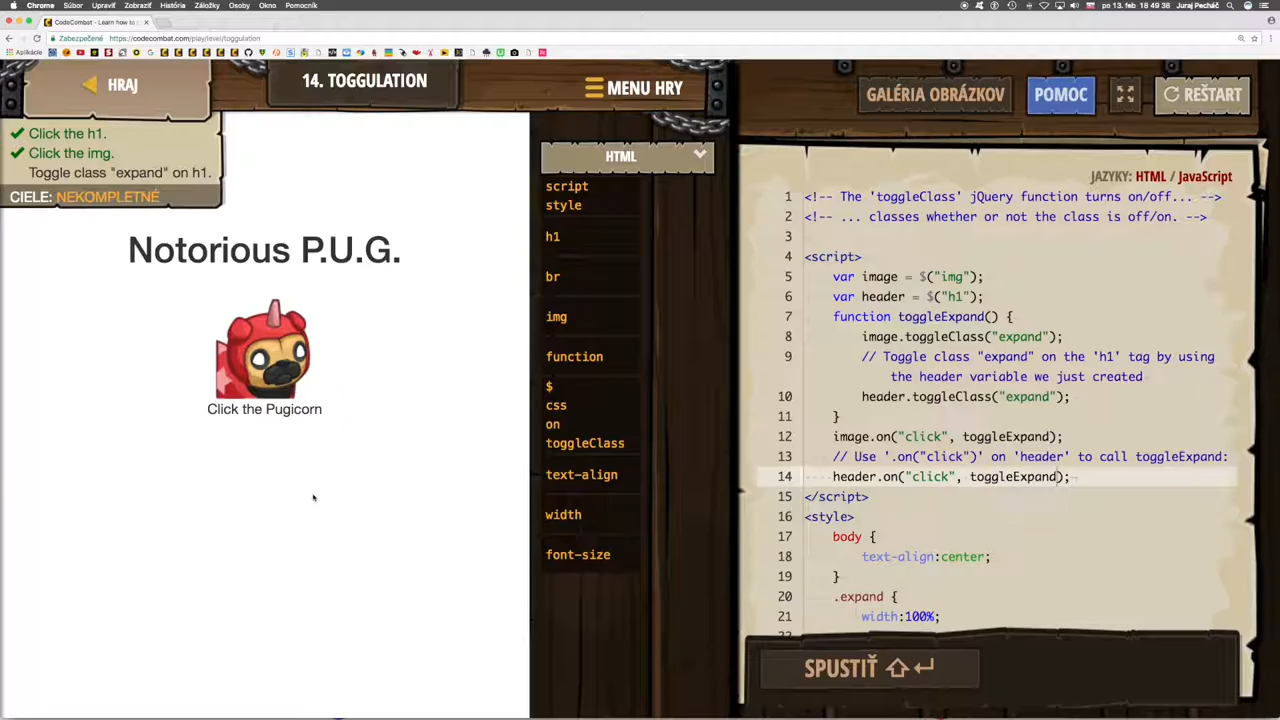 Chrome Súbor Upraviť Zobraziť História Záložky Osoby Okno Pomocník
po 13. feb 18 49 38 Juraj Pecháč
CodeCombat - Learn how to
Zabezpečené https://codecombat.com/play/level/toggulation
Aplikácie
HRAJ
14. TOGGULATION
MENU HRY
GALÉRIA OBRÁZKOV
POMOC
REŠTART
Click the h1.
Click the img.
Toggle class "expand" on h1.
CIELE: NEKOMPLETNÉ
Notorious P.U.G.
Click the Pugicorn
HTML
script
style
h1
br
img
function
$
css
on
toggleClass
text-align
width
font-size
JAZYKY: HTML / JavaScript
1 <!-- The 'toggleClass' jQuery function turns on/off... -->
2 <!-- ... classes whether or not the class is off/on. -->
3
4 <script>
5 var image = $("img");
6 var header = $("h1");
7 function toggleExpand() {
8 image.toggleClass("expand");
9 // Toggle class "expand" on the 'h1' tag by using
the header variable we just created
10 header.toggleClass("expand");
11 }
12 image.on("click", toggleExpand);
13 // Use '.on("click")' on 'header' to call toggleExpand:
14 header.on("click", toggleExpand);
15 </script>
16 <style>
17 body {
18 text-align:center;
19 }
20 .expand {
21 width:100%;
SPUSTIŤ